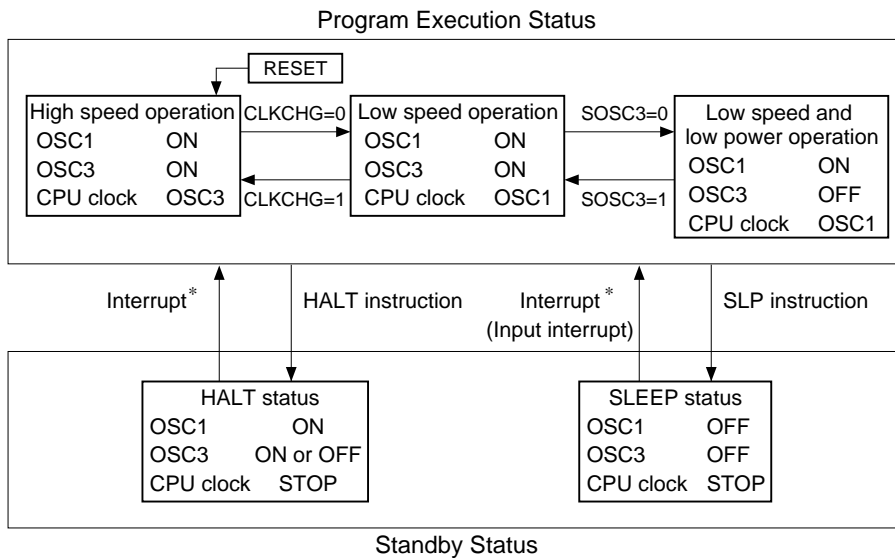 Program Execution Status
RESET
High speed operation
OSC1 ON
OSC3 ON
CPU clock OSC3
CLKCHG=0
CLKCHG=1
Low speed operation
OSC1 ON
OSC3 ON
CPU clock OSC1
SOSC3=0
SOSC3=1
Low speed and
low power operation
OSC1 ON
OSC3 OFF
CPU clock OSC1
Interrupt*
HALT instruction
Interrupt*
(Input interrupt)
SLP instruction
HALT status
OSC1 ON
OSC3 ON or OFF
CPU clock STOP
SLEEP status
OSC1 OFF
OSC3 OFF
CPU clock STOP
Standby Status